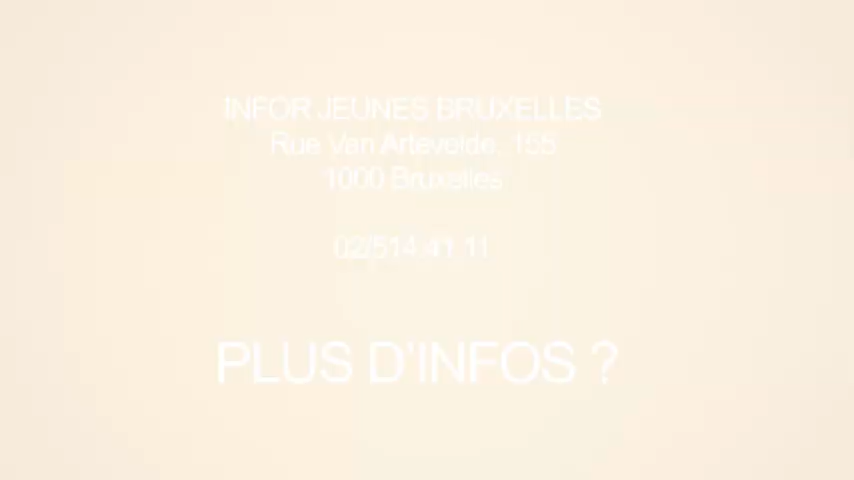 INFOR JEUNES BRUXELLES
Rue Van Artevelde, 155
1000 Bruxelles
02/514 41 11
PLUS D'INFOS ?